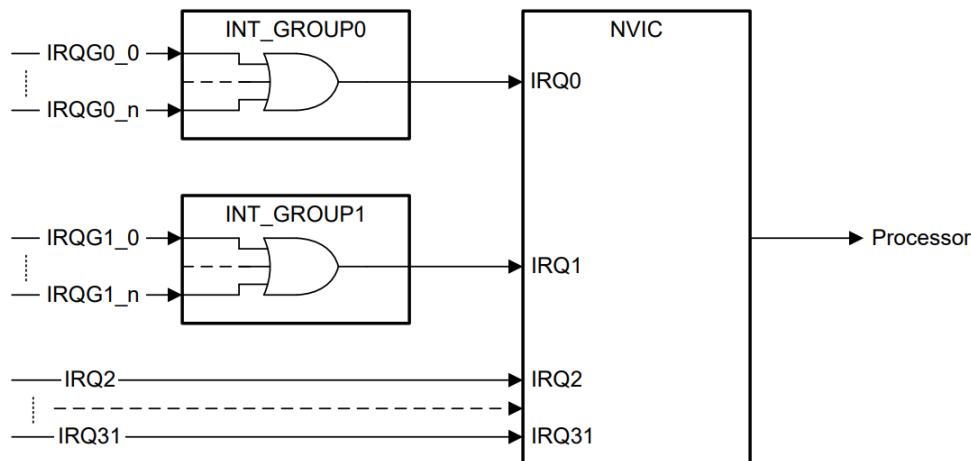 INT_GROUP0
NVIC
IRQG0_0
IRQ0
IRQG0_n
INT_GROUP1
IRQG1_0
Processor
IRQ1
IRQG1_n
IRQ2
IRQ2
IRQ31
IRQ31